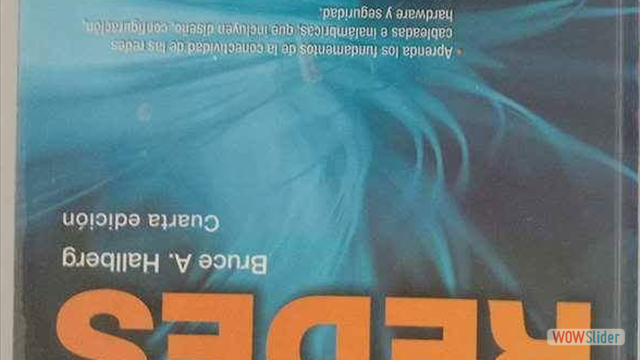 REDES
Bruce A. Hallberg
Cuarta edición
• Aprenda los fundamentos de la conectividad de las redes
cableadas e inalámbricas, que incluyen diseño, configuración,
hardware y seguridad.
WOWSlider